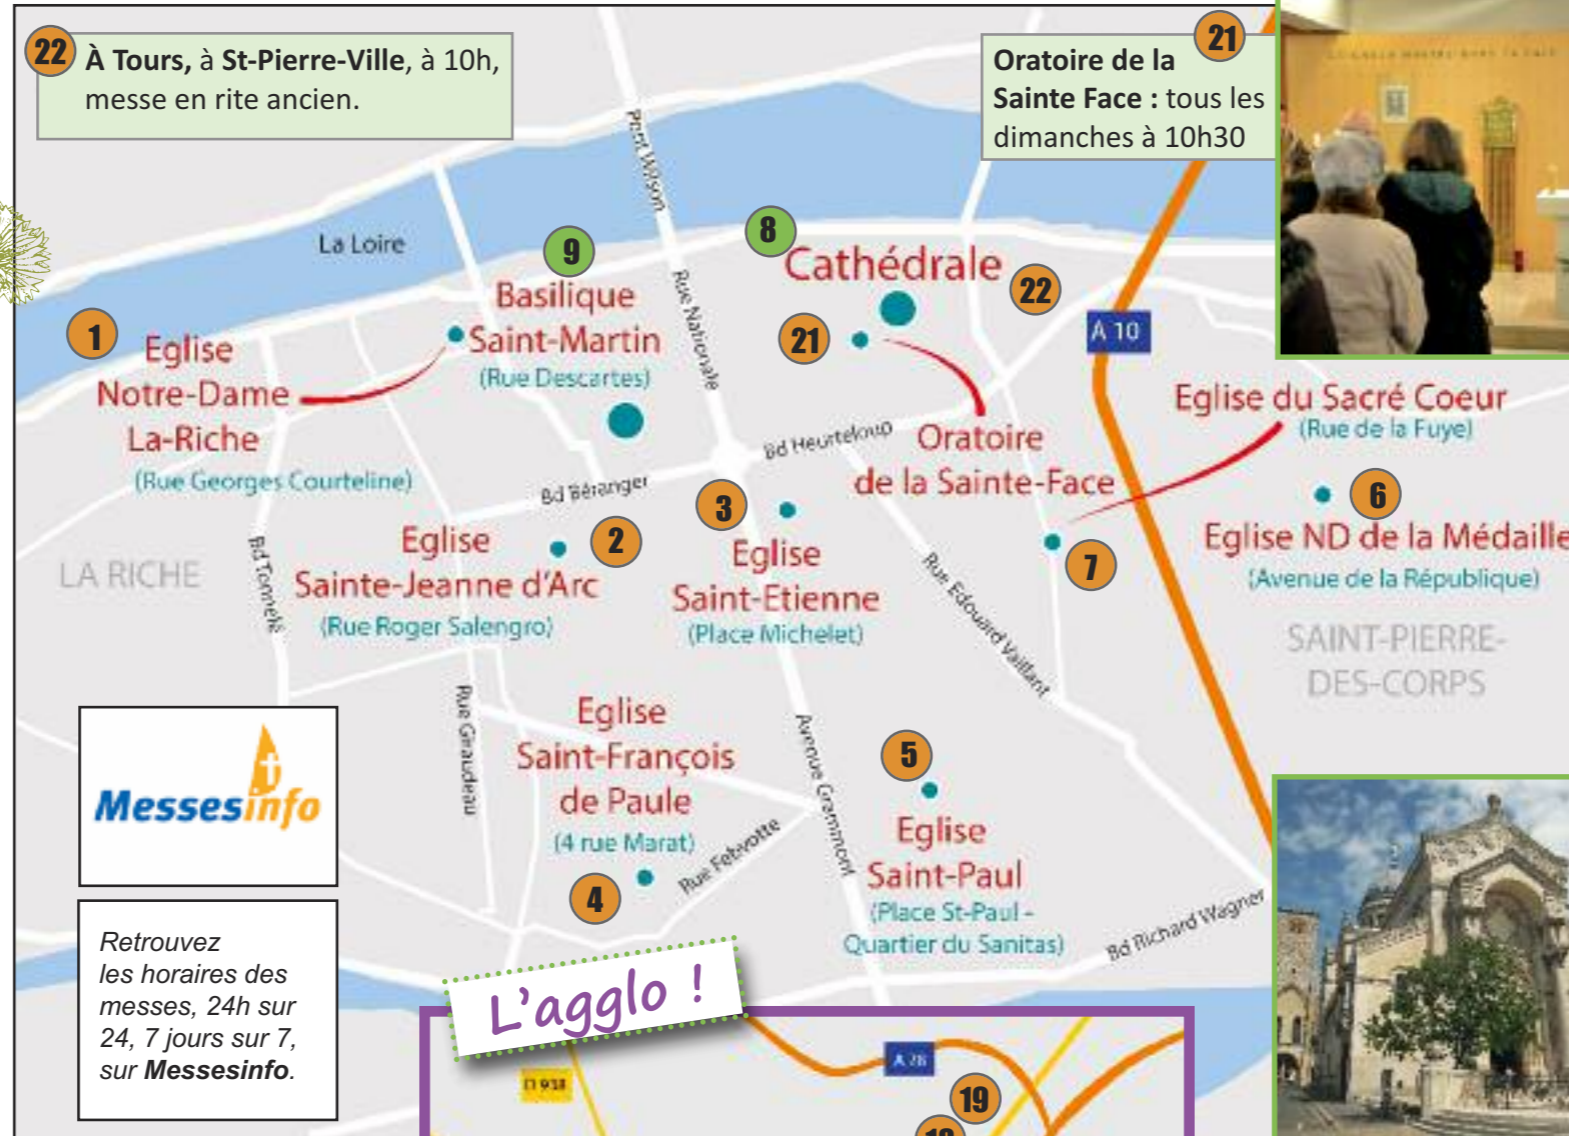 22
À Tours, à St-Pierre-Ville, à 10h,
messe en rite ancien.
21
Oratoire de la
Sainte Face : tous les
dimanches à 10h30
Pont Wilson
La Loire
9
8
Cathédrale
22
Basilique
Saint-Martin
(Rue Descartes)
Rue Nationale
1
Eglise
Notre-Dame
La-Riche
(Rue Georges Courteline)
21
A 10
Eglise du Sacré Coeur
(Rue de la Fuye)
Bd Heurteloup
Oratoire
de la Sainte-Face
Bd Béranger
3
6
Eglise ND de la Médaille
(Avenue de la République)
LA RICHE
Bd Tonnelé
Eglise
Sainte-Jeanne d'Arc
(Rue Roger Salengro)
2
Eglise
Saint-Etienne
(Place Michelet)
7
Rue Edouard Vaillant
SAINT-PIERRE-
DES-CORPS
Rue Giraudeau
Eglise
Saint-François
de Paule
(4 rue Marat)
4
Rue Febvotte
Avenue Grammont
5
Eglise
Saint-Paul
(Place St-Paul -
Quartier du Sanitas)
Bd Richard Wagner
Messesinfo
Retrouvez
les horaires des
messes, 24h sur
24, 7 jours sur 7,
sur Messesinfo.
L'agglo !
D 938
A 28
19